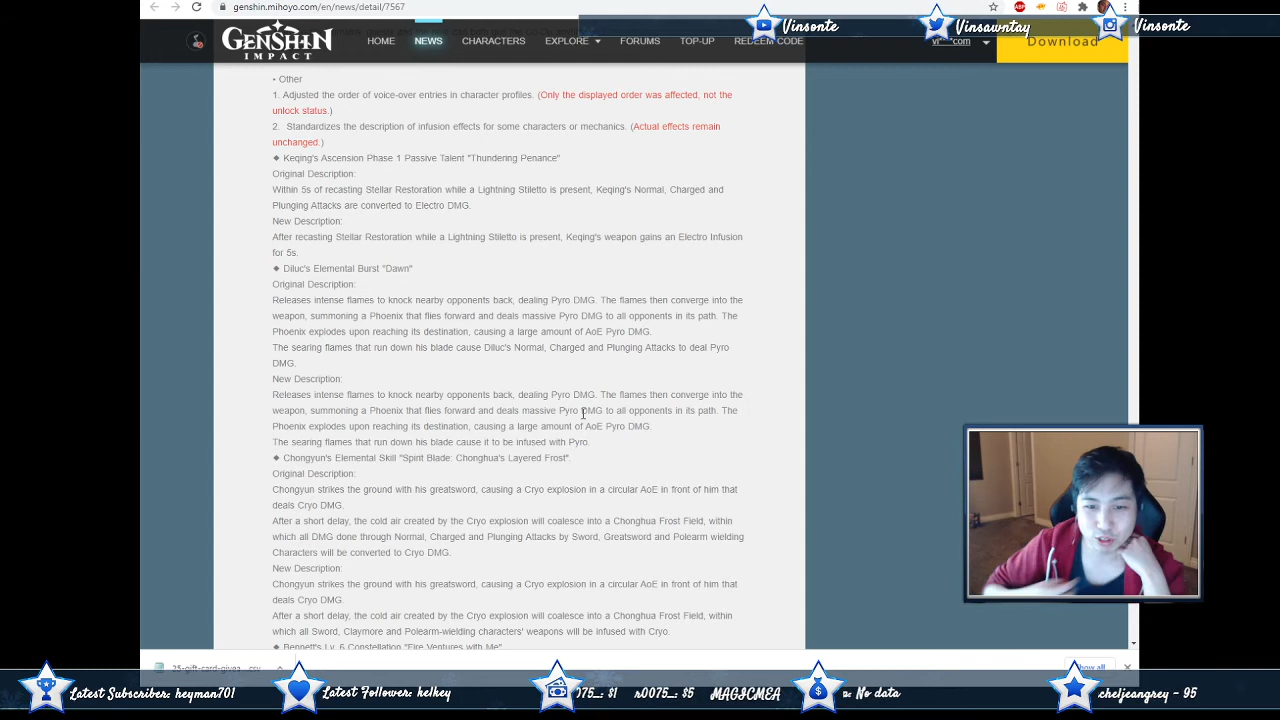 genshin.mihoyo.com/en/news/detail/7567
Vinsonte
Vinsawntay
Vinsonte
GENSHIN
IMPACT
HOME
NEWS
CHARACTERS
EXPLORE
FORUMS
TOP-UP
REDEEM CODE
Download
• Other
1. Adjusted the order of voice-over entries in character profiles. (Only the displayed order was affected, not the
unlock status.)
2. Standardizes the description of infusion effects for some characters or mechanics. (Actual effects remain
unchanged.)
◆ Keqing's Ascension Phase 1 Passive Talent "Thundering Penance"
Original Description:
Within 5s of recasting Stellar Restoration while a Lightning Stiletto is present, Keqing's Normal, Charged and
Plunging Attacks are converted to Electro DMG.
New Description:
After recasting Stellar Restoration while a Lightning Stiletto is present, Keqing's weapon gains an Electro Infusion
for 5s.
◆ Diluc's Elemental Burst "Dawn"
Original Description:
Releases intense flames to knock nearby opponents back, dealing Pyro DMG. The flames then converge into the
weapon, summoning a Phoenix that flies forward and deals massive Pyro DMG to all opponents in its path. The
Phoenix explodes upon reaching its destination, causing a large amount of AoE Pyro DMG.
The searing flames that run down his blade cause Diluc's Normal, Charged and Plunging Attacks to deal Pyro
DMG.
New Description:
Releases intense flames to knock nearby opponents back, dealing Pyro DMG. The flames then converge into the
weapon, summoning a Phoenix that flies forward and deals massive Pyro DMG to all opponents in its path. The
Phoenix explodes upon reaching its destination, causing a large amount of AoE Pyro DMG.
The searing flames that run down his blade cause it to be infused with Pyro.
◆ Chongyun's Elemental Skill "Spirit Blade: Chonghua's Layered Frost".
Original Description:
Chongyun strikes the ground with his greatsword, causing a Cryo explosion in a circular AoE in front of him that
deals Cryo DMG.
After a short delay, the cold air created by the Cryo explosion will coalesce into a Chonghua Frost Field, within
which all DMG done through Normal, Charged and Plunging Attacks by Sword, Greatsword and Polearm wielding
Characters will be converted to Cryo DMG.
New Description:
Chongyun strikes the ground with his greatsword, causing a Cryo explosion in a circular AoE in front of him that
deals Cryo DMG.
After a short delay, the cold air created by the Cryo explosion will coalesce into a Chonghua Frost Field, within
which all Sword, Claymore and Polearm-wielding characters' weapons will be infused with Cryo.
◆ Bennett's Lv. 6 Constellation "Fire Ventures with Me"
Show all
Latest Subscriber: heyman701
Latest Follower: kelkey
075_: $1
r0075_: $5
MAGICMEA
: No data
cheljeangrey - 95